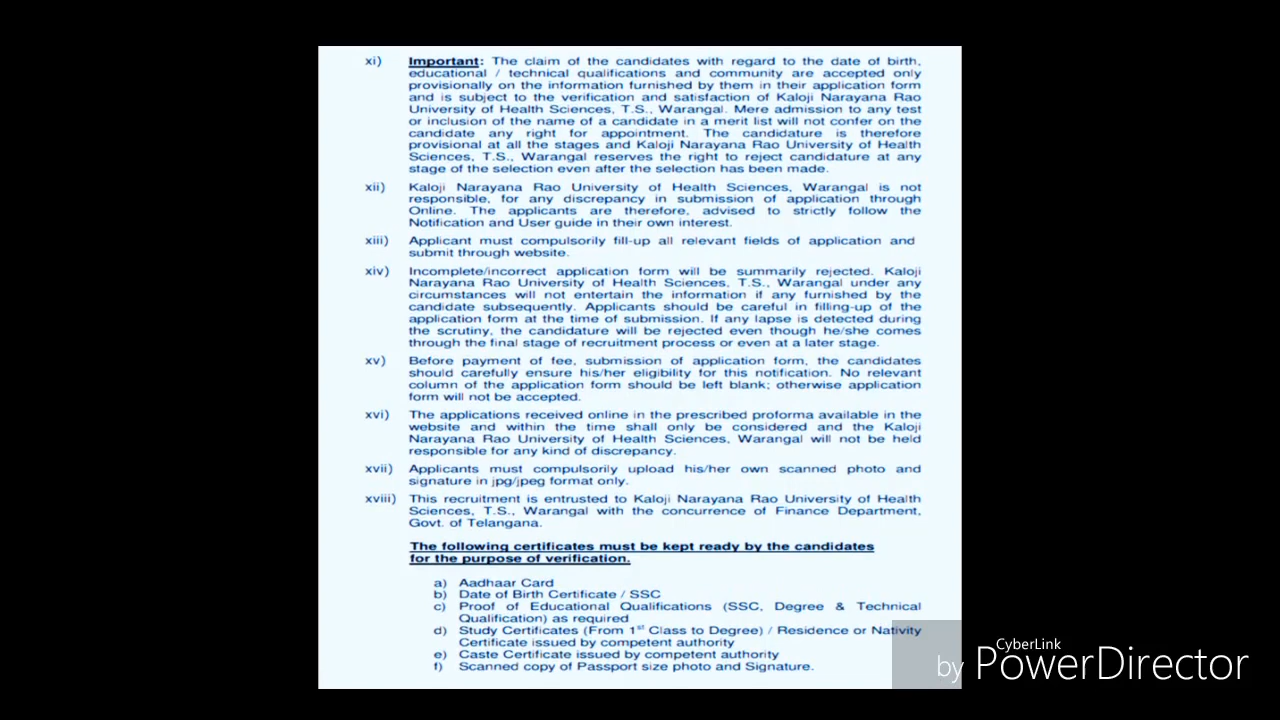 xi) Important: The claim of the candidates with regard to the date of birth,
educational / technical qualifications and community are accepted only
provisionally on the information furnished by them in their application form
and is subject to the verification and satisfaction of Kaloji Narayana Rao
University of Health Sciences, T.S., Warangal. Mere admission to any test
or inclusion of the name of a candidate in a merit list will not confer on the
candidate any right for appointment. The candidature is therefore
provisional at all the stages and Kaloji Narayana Rao University of Health
Sciences, T.S., Warangal reserves the right to reject candidature at any
stage of the selection even after the selection has been made.
xii) Kaloji Narayana Rao University of Health Sciences, Warangal is not
responsible, for any discrepancy in submission of application through
Online. The applicants are therefore, advised to strictly follow the
Notification and User guide in their own interest.
xiii) Applicant must compulsorily fill-up all relevant fields of application and
submit through website.
xiv) Incomplete/incorrect application form will be summarily rejected. Kaloji
Narayana Rao University of Health Sciences, T.S., Warangal under any
circumstances will not entertain the information if any furnished by the
candidate subsequently. Applicants should be careful in filling-up of the
application form at the time of submission. If any lapse is detected during
the scrutiny, the candidature will be rejected even though he/she comes
through the final stage of recruitment process or even at a later stage.
xv) Before payment of fee, submission of application form, the candidates
should carefully ensure his/her eligibility for this notification. No relevant
column of the application form should be left blank; otherwise application
form will not be accepted.
xvi) The applications received online in the prescribed proforma available in the
website and within the time shall only be considered and the Kaloji
Narayana Rao University of Health Sciences, Warangal will not be held
responsible for any kind of discrepancy.
xvii) Applicants must compulsorily upload his/her own scanned photo and
signature in jpg/jpeg format only.
xviii) This recruitment is entrusted to Kaloji Narayana Rao University of Health
Sciences, T.S., Warangal with the concurrence of Finance Department,
Govt. of Telangana.
The following certificates must be kept ready by the candidates
for the purpose of verification.
a) Aadhaar Card
b) Date of Birth Certificate / SSC
c) Proof of Educational Qualifications (SSC, Degree & Technical
Qualification) as required
d) Study Certificates (From 1st Class to Degree) / Residence or Nativity
Certificate issued by competent authority
e) Caste Certificate issued by competent authority
f) Scanned copy of Passport size photo and Signature.
CyberLink
by PowerDirector